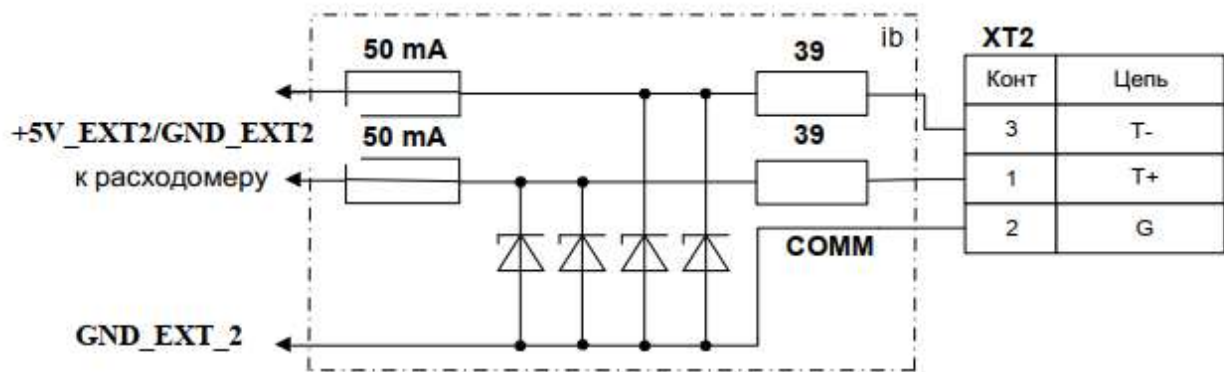 50 mA
39
ib
XT2
Конт Цепь
+5V_EXT2/GND_EXT2
50 mA
39
3 T-
к расходомеру
1 T+
2 G
COMM
GND_EXT_2